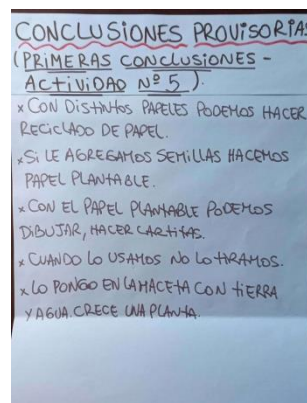 CONCLUSIONES PROVISORIAS
(PRIMERAS CONCLUSIONES -
ACTIVIDAD Nº 5).
x CON DISTINTOS PAPELES PODEMOS HACER
RECICLADO DE PAPEL.
x SI LE AGREGAMOS SEMILLAS HACEMOS
PAPEL PLANTABLE.
x CON EL PAPEL PLANTABLE PODEMOS
DIBUJAR, HACER CARTITAS.
x CUANDO LO USAMOS NO LO TIRAMOS.
x LO PONGO EN LA MACETA CON TIERRA
Y AGUA. CRECE UNA PLANTA.